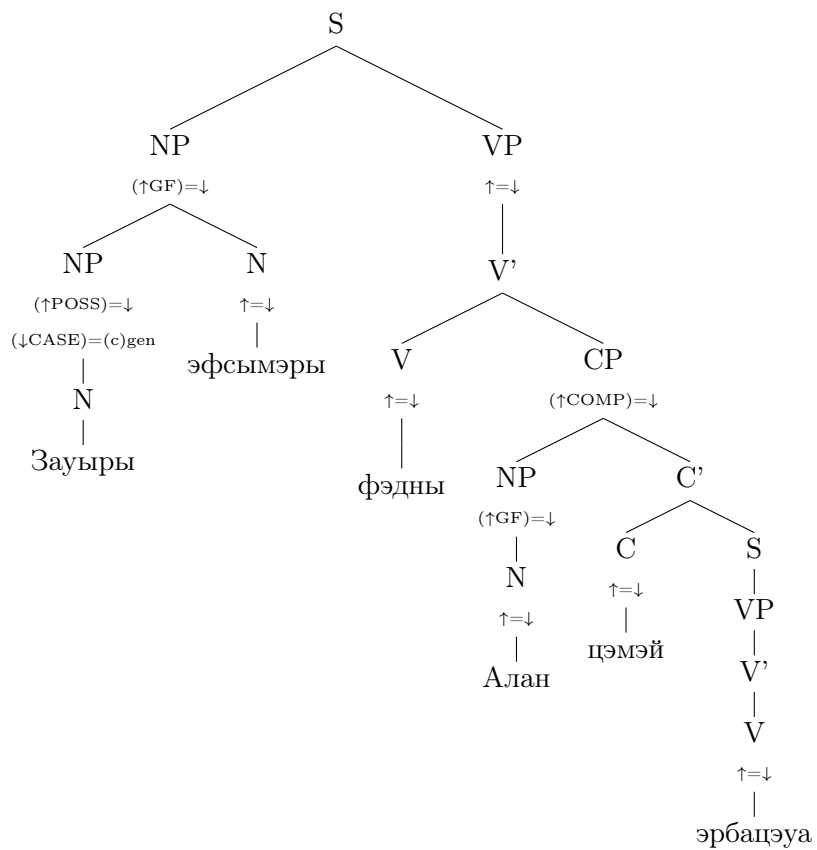 S
NP VP
(↑GF)=↓ ↑=↓
NP N V'
(↑POSS)=↓ ↑=↓
(↓CASE)=(c)gen эфсымэры V CP
↑=↓ (↑COMP)=↓
N
Зауыры фэдны NP C'
(↑GF)=↓
N C S
↑=↓ ↑=↓
VP
Алан цэмэй
V'
V
↑=↓
эрбацэуа